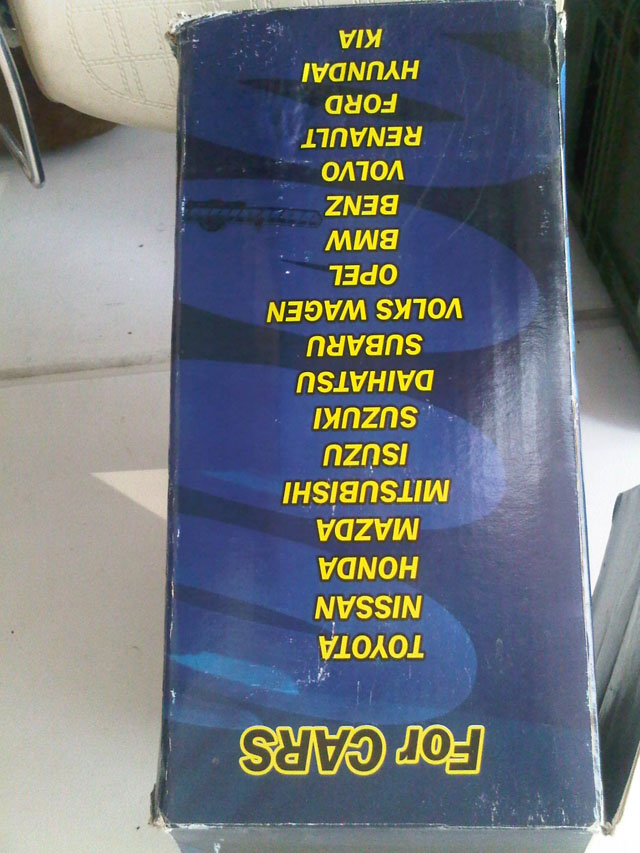 For CARS
TOYOTA
NISSAN
HONDA
MAZDA
MITSUBISHI
ISUZU
SUZUKI
DAIHATSU
SUBARU
VOLKS WAGEN
OPEL
BMW
BENZ
VOLVO
RENAULT
FORD
HYUNDAI
KIA